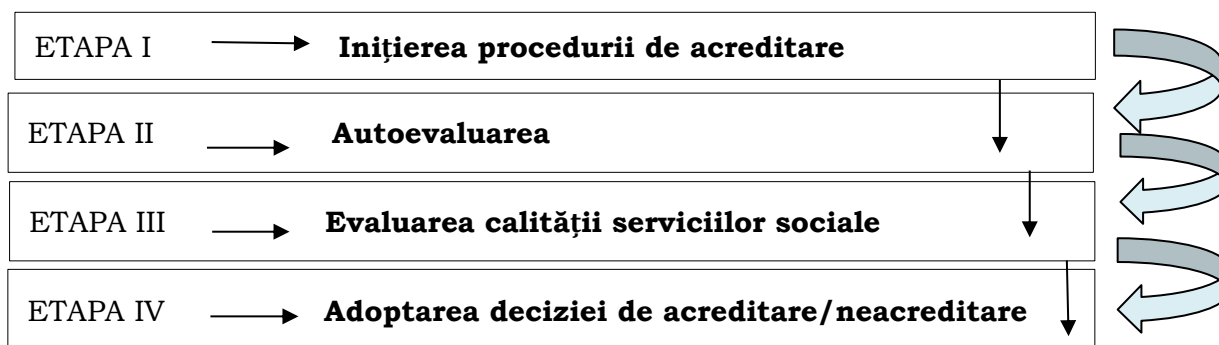 ETAPA I Inițierea procedurii de acreditare
ETAPA II Autoevaluarea
ETAPA III Evaluarea calității serviciilor sociale
ETAPA IV Adoptarea deciziei de acreditare/neacreditare